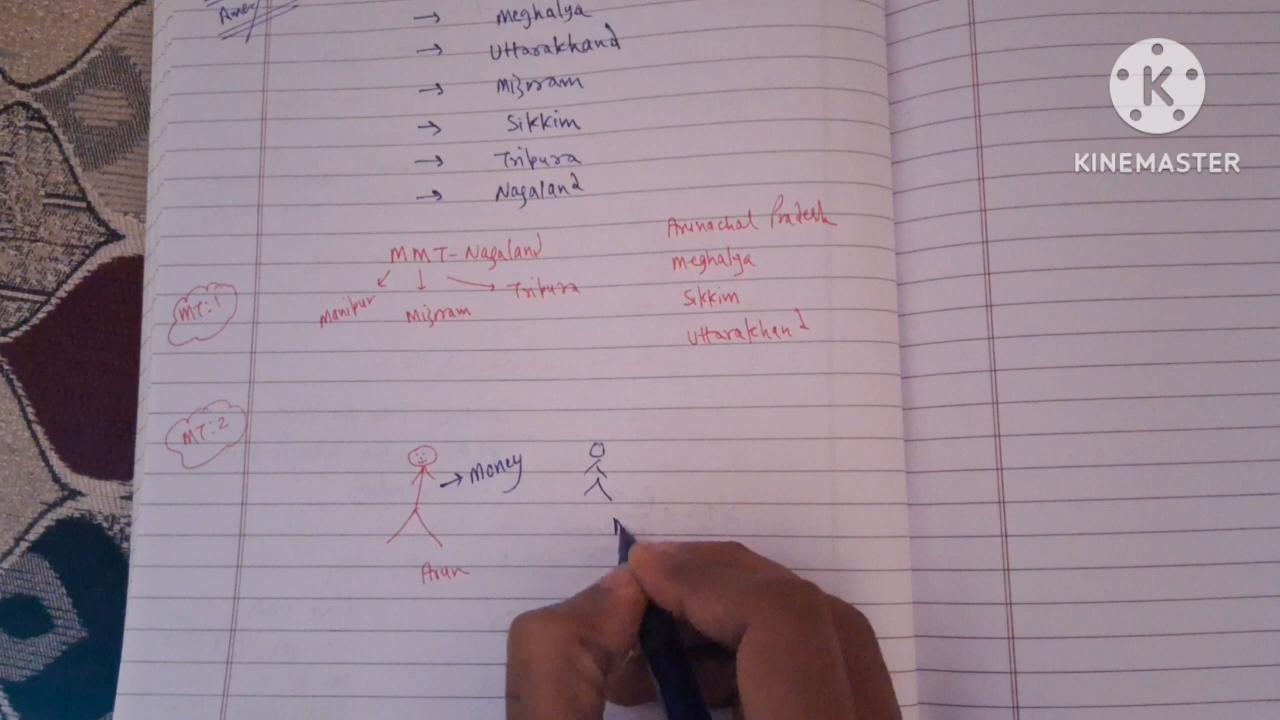 → Meghalya
→ Uttarakhand
→ Mizoram
→ Sikkim
→ Tripura
→ Nagaland
MT:1
MMT-Nagaland
Manipur
Mizoram
Tripura
Arunachal Pradesh
Meghalya
Sikkim
Uttarakhand
MT:2
→ Money
Arun
K
KINEMASTER